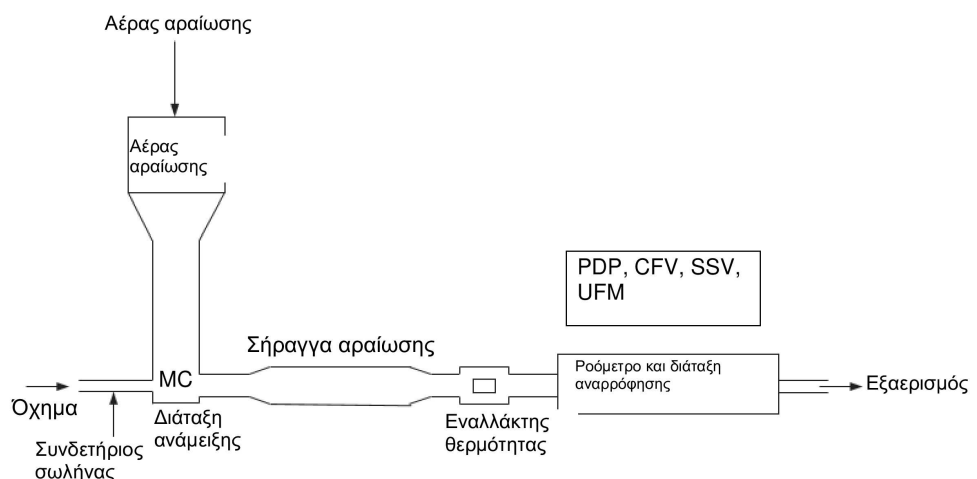 Αέρας αραίωσης
Αέρας
αραίωσης
PDP, CFV, SSV,
UFM
Σήραγγα αραίωσης
MC
Ροόμετρο και διάταξη
αναρρόφησης
Εξαερισμός
Όχημα
Διάταξη
ανάμειξης
Εναλλάκτης
θερμότητας
Συνδετήριος
σωλήνας